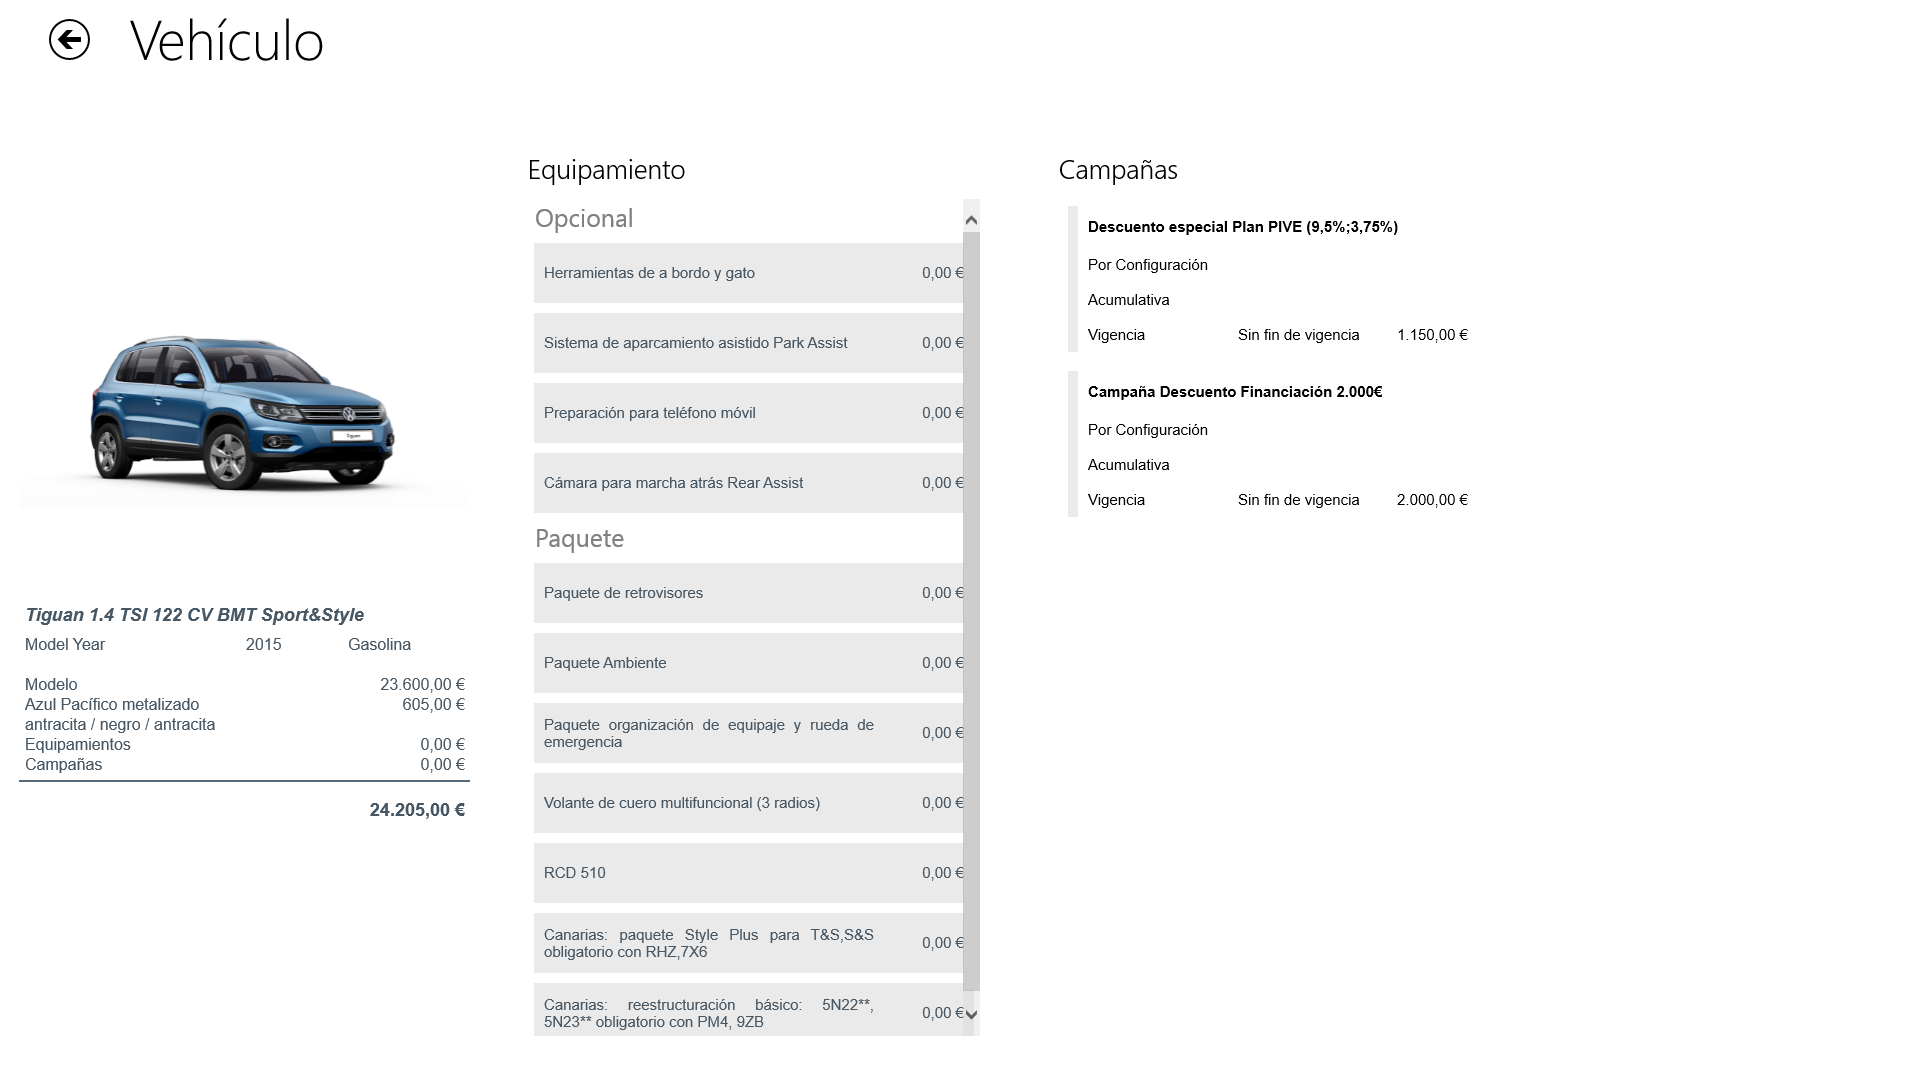 Vehículo
Tiguan
Tiguan 1.4 TSI 122 CV BMT Sport&Style
Model Year 2015 Gasolina
Modelo 23.600,00 €
Azul Pacífico metalizado 605,00 €
antracita / negro / antracita
Equipamientos 0,00 €
Campañas 0,00 €
24.205,00 €
Equipamiento
Opcional
Herramientas de a bordo y gato 0,00 €
Sistema de aparcamiento asistido Park Assist 0,00 €
Preparación para teléfono móvil 0,00 €
Cámara para marcha atrás Rear Assist 0,00 €
Paquete
Paquete de retrovisores 0,00 €
Paquete Ambiente 0,00 €
Paquete organización de equipaje y rueda de
emergencia 0,00 €
Volante de cuero multifuncional (3 radios) 0,00 €
RCD 510 0,00 €
Canarias: paquete Style Plus para T&S,S&S
obligatorio con RHZ,7X6 0,00 €
Canarias: reestructuración básico: 5N22**,
5N23** obligatorio con PM4, 9ZB 0,00 €
Campañas
Descuento especial Plan PIVE (9,5%;3,75%)
Por Configuración
Acumulativa
Vigencia Sin fin de vigencia 1.150,00 €
Campaña Descuento Financiación 2.000€
Por Configuración
Acumulativa
Vigencia Sin fin de vigencia 2.000,00 €